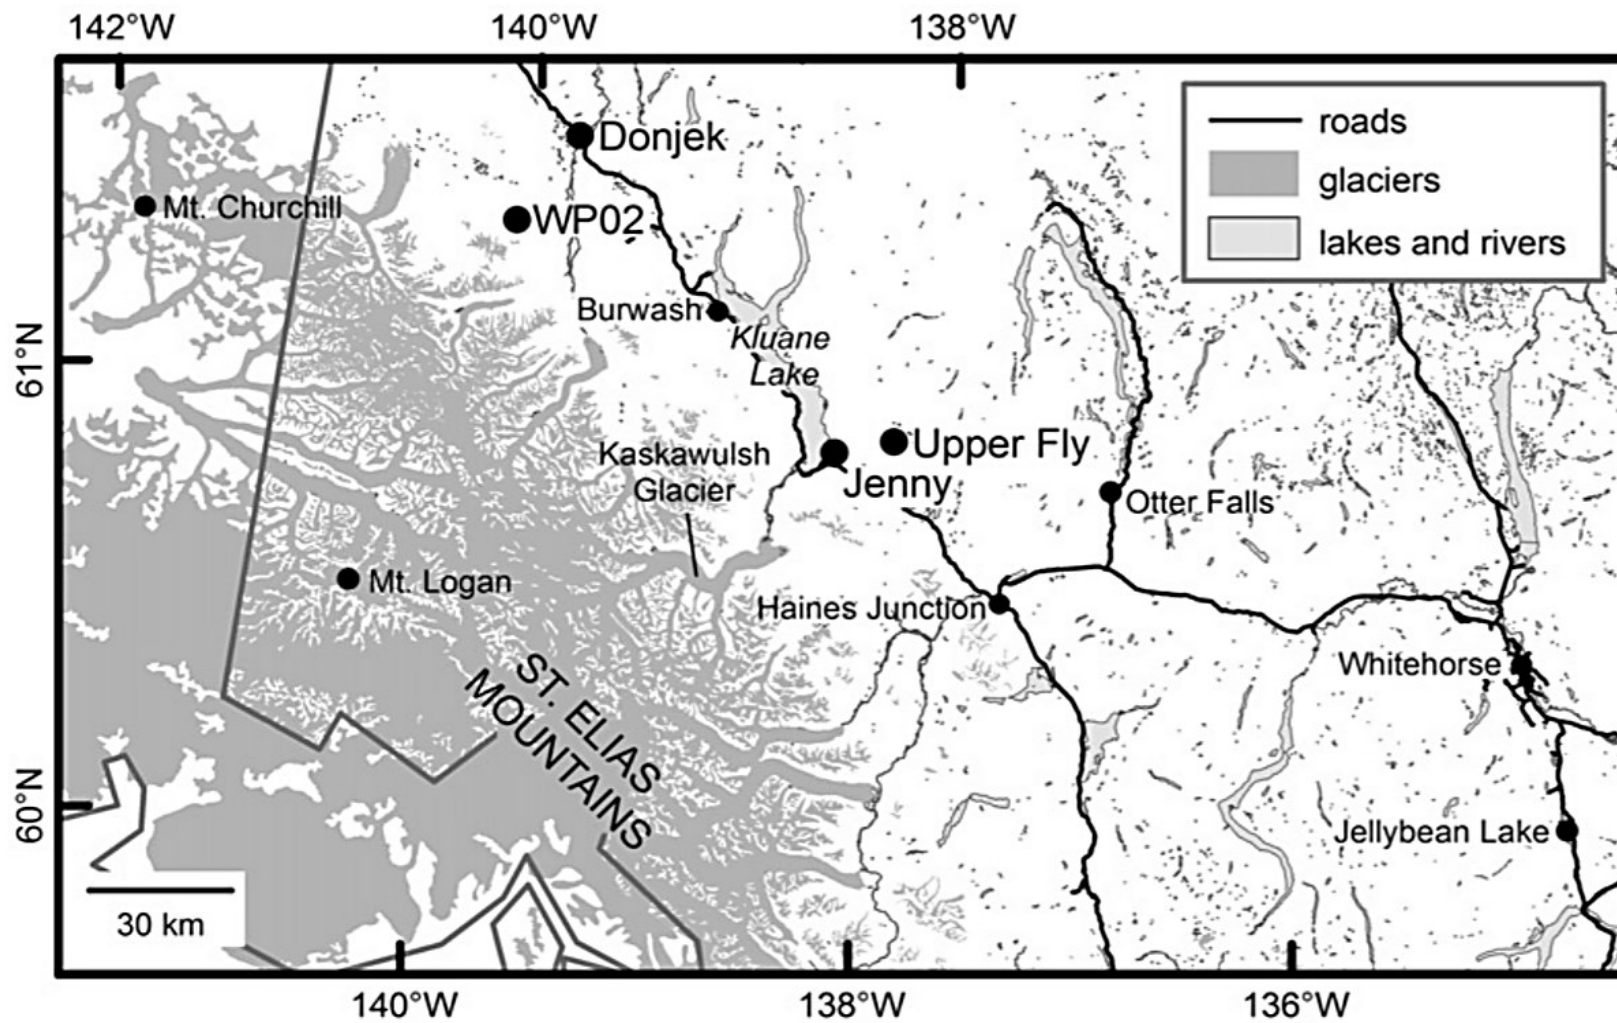 142°W
140°W
138°W
Donjek
roads
glaciers
lakes and rivers
Mt. Churchill
WP02
Burwash
Kluane
Lake
61°N
Kaskawulsh
Glacier
Upper Fly
Jenny
Otter Falls
Mt. Logan
Haines Junction
Whitehorse
ST. ELIAS
MOUNTAINS
60°N
Jellybean Lake
30 km
140°W
138°W
136°W